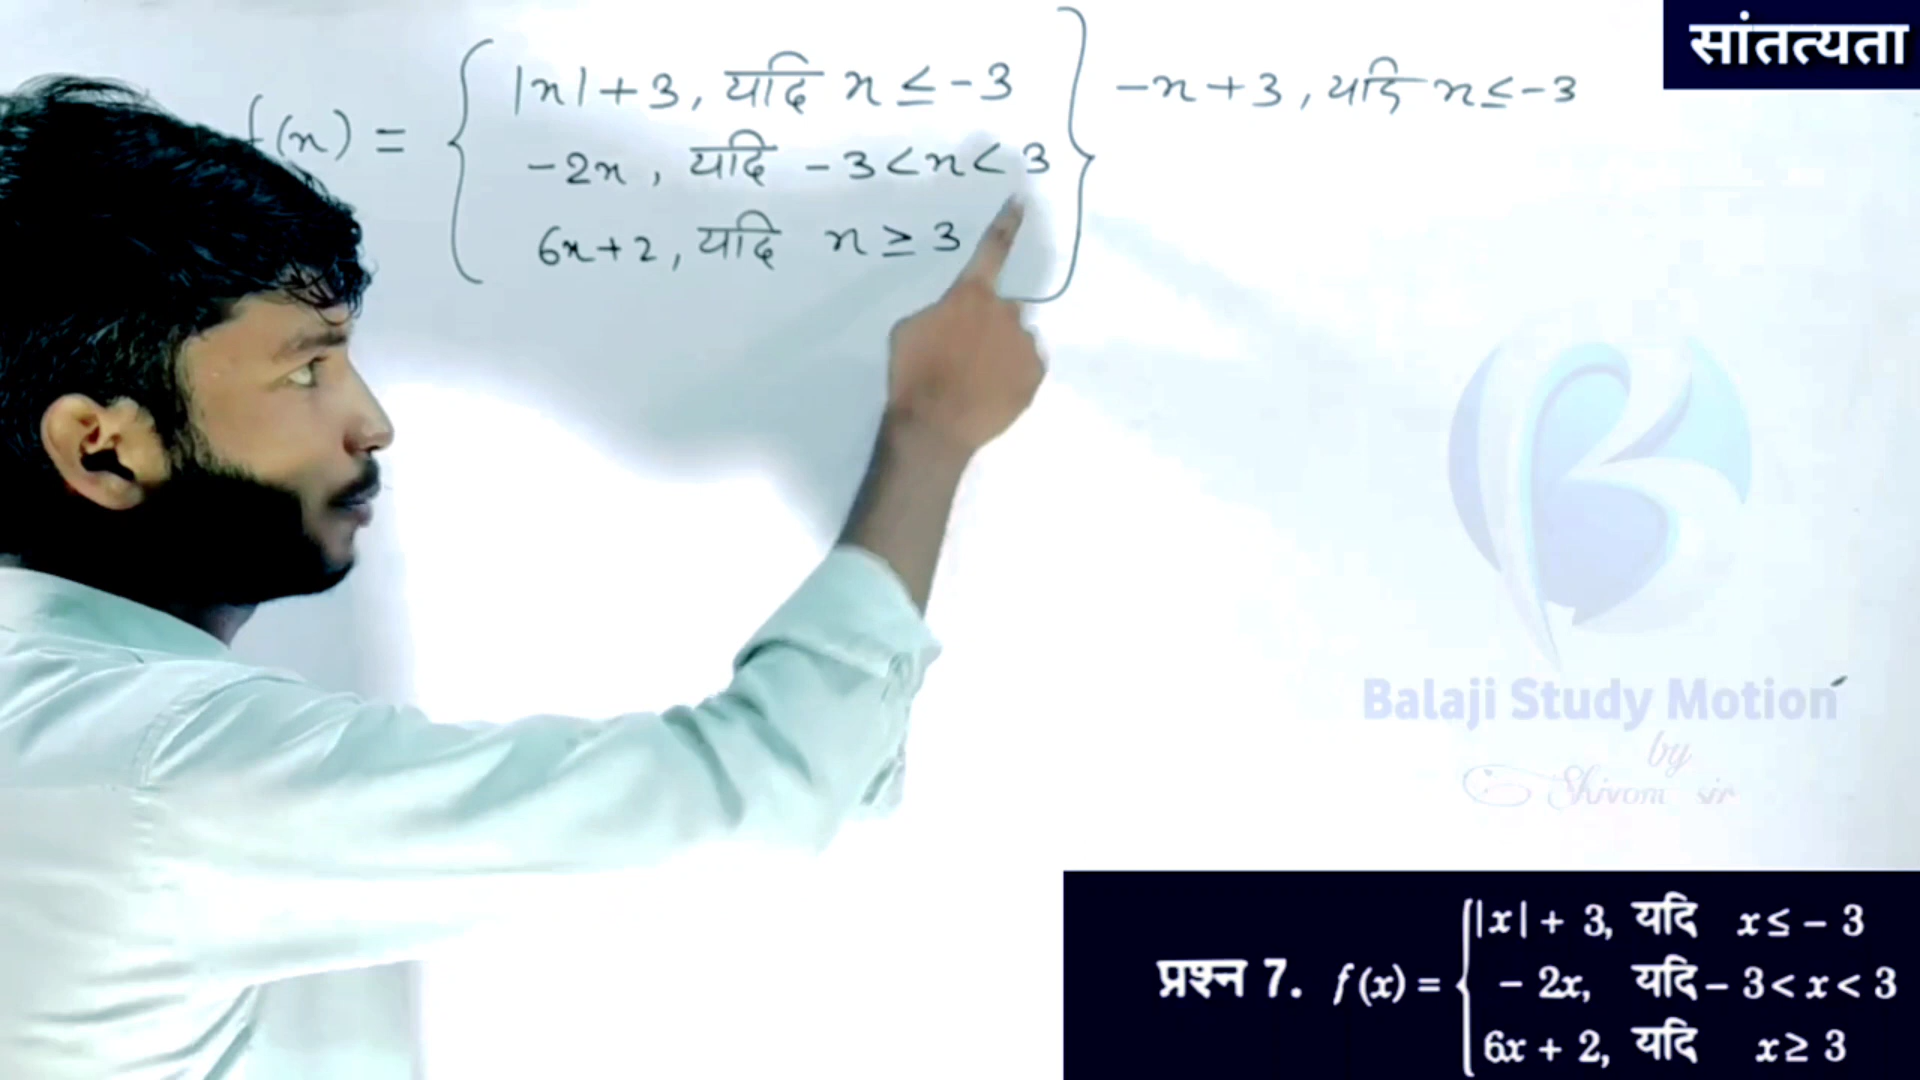 सांतत्यता
f(x) = { |x| + 3, यदि x ≤ -3 } -x + 3, यदि x ≤ -3
-2x, यदि -3 < x < 3
6x + 2, यदि x ≥ 3
Balaji Study Motion
by
Shivom sir
प्रश्न 7. f(x) = { |x| + 3, यदि x ≤ - 3
- 2x, यदि - 3 < x < 3
6x + 2, यदि x ≥ 3